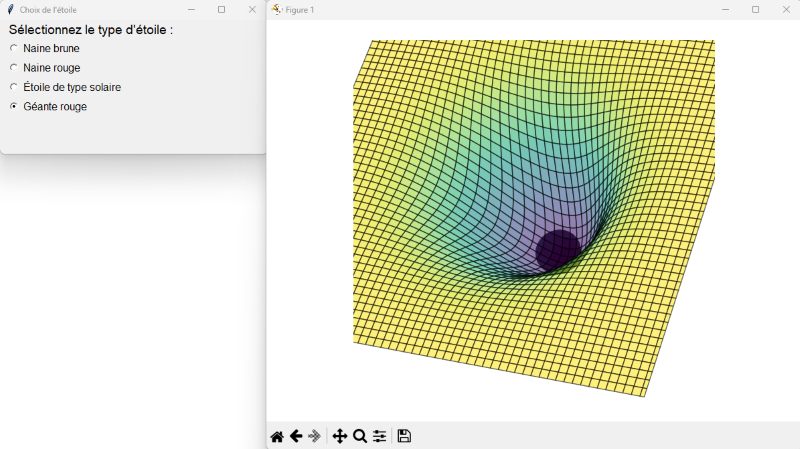 Choix de l'étoile
Sélectionnez le type d'étoile :
Naine brune
Naine rouge
Étoile de type solaire
Géante rouge
Figure 1